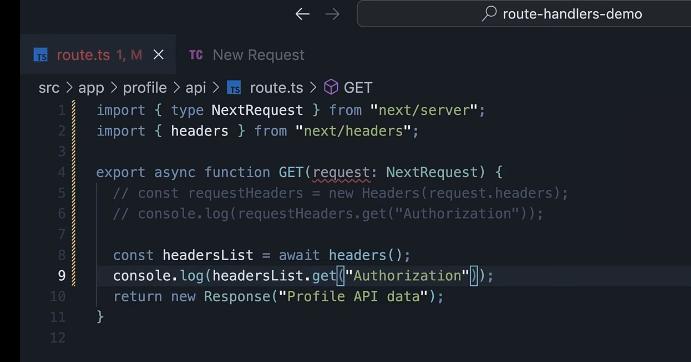 route-handlers-demo
TS route.ts 1, M
TC New Request
src > app > profile > api > TS route.ts > GET
1 import { type NextRequest } from "next/server";
2 import { headers } from "next/headers";
3
4 export async function GET(request: NextRequest) {
5 // const requestHeaders = new Headers(request.headers);
6 // console.log(requestHeaders.get("Authorization"));
7
8 const headersList = await headers();
9 console.log(headersList.get("Authorization"));
10 return new Response("Profile API data");
11 }
12